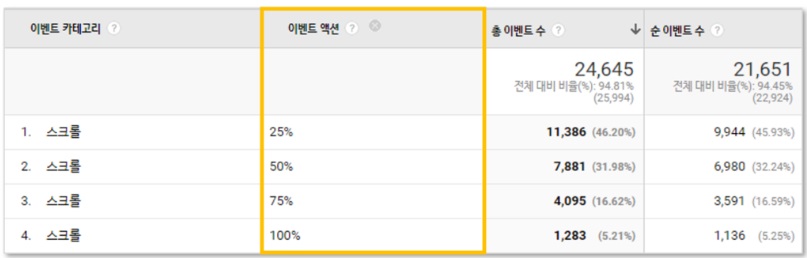 이벤트 카테고리 ? 이벤트 액션 ? 총 이벤트 수 ? ↓ 순 이벤트 수 ?
24,645 21,651
전체 대비 비율(%): 94.81% 전체 대비 비율(%): 94.45%
(25,994) (22,924)
1. 스크롤 25% 11,386 (46.20%) 9,944 (45.93%)
2. 스크롤 50% 7,881 (31.98%) 6,980 (32.24%)
3. 스크롤 75% 4,095 (16.62%) 3,591 (16.59%)
4. 스크롤 100% 1,283 (5.21%) 1,136 (5.25%)